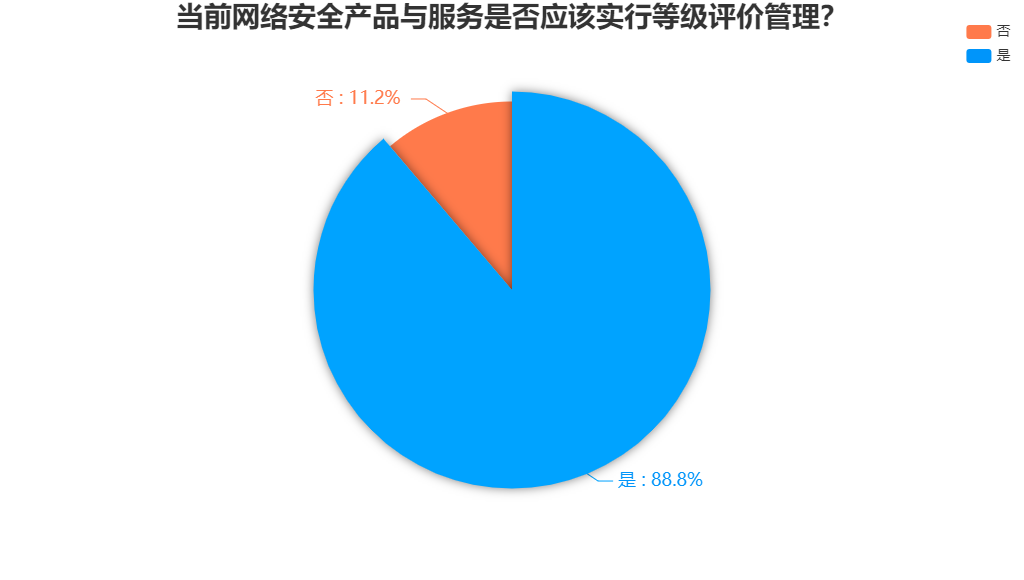 当前网络安全产品与服务是否应该实行等级评价管理?
否
是
否 : 11.2%
是 : 88.8%